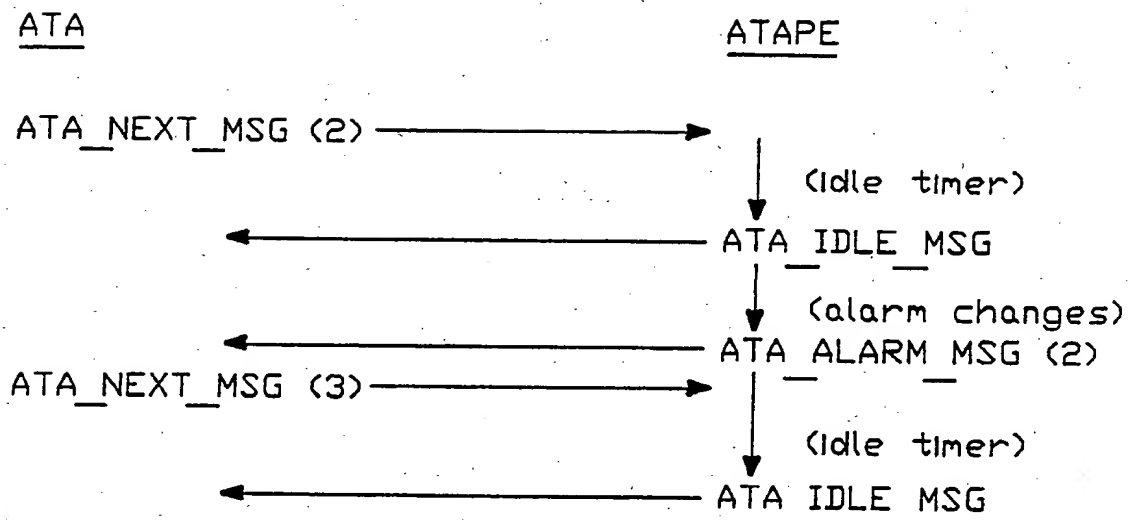 ATA
ATAPE
ATA_NEXT_MSG (2)
(idle timer)
ATA_IDLE_MSG
(alarm changes)
ATA_ALARM_MSG (2)
ATA_NEXT_MSG (3)
(idle timer)
ATA IDLE MSG